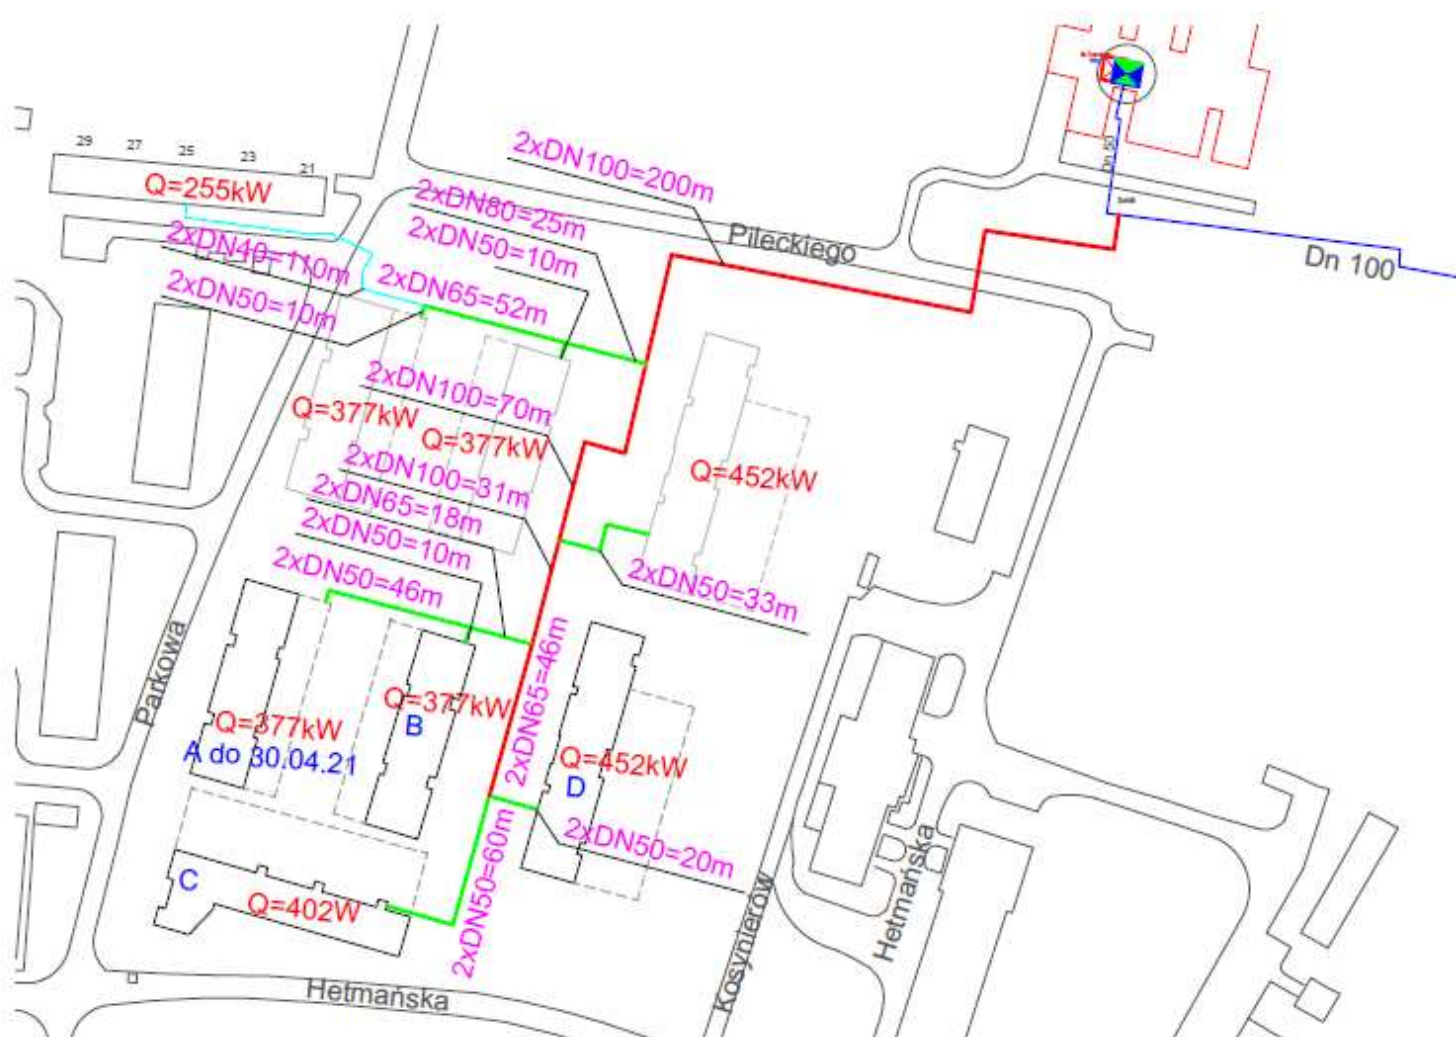 29
27
25
23
21
Q=255kW
2xDN100=200m
2xDN80=25m
2xDN50=10m
2xDN40=110m
2xDN50=10m
2xDN65=52m
Pileckiego
Dn 100
2xDN100=70m
Q=377kW
Q=377kW
2xDN100=31m
Q=452kW
2xDN65=18m
2xDN50=10m
2xDN50=46m
2xDN50=33m
Parkowa
2xDN65=46m
Q=377kW
B
Q=377kW
A do 30.04.21
Q=452kW
D
2xDN50=20m
2xDN50=60m
C
Q=402W
Kosynierów
Hetmańska
Hetmańska